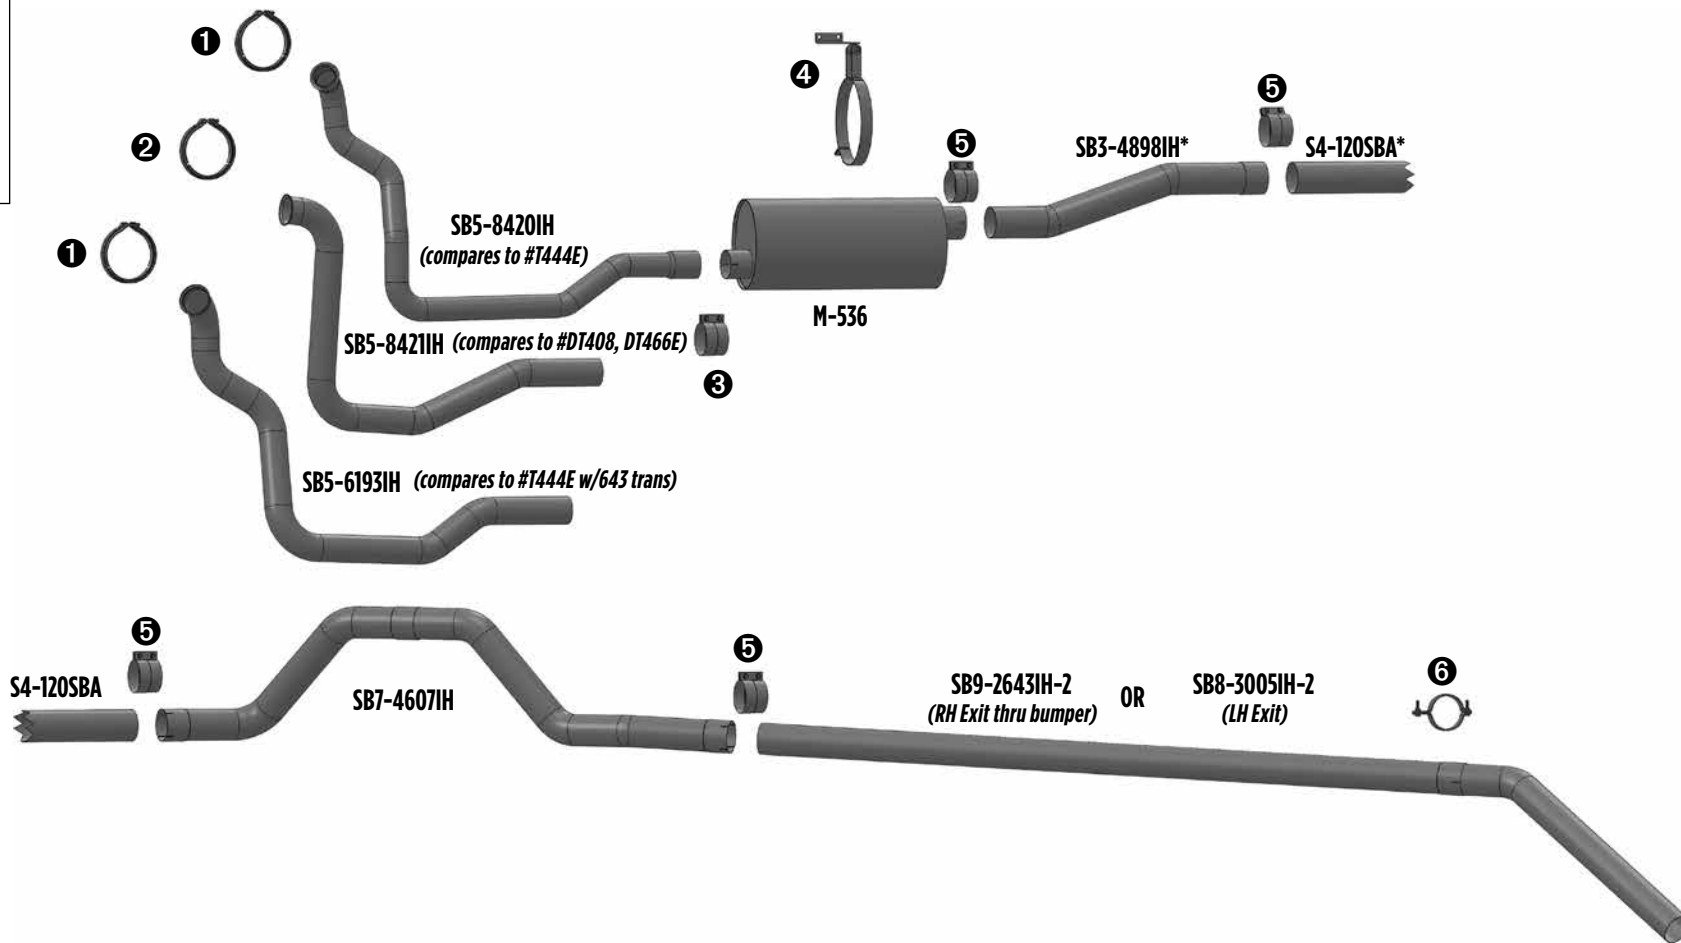 ❶
❹
❺
❷
❺
SB3-4898IH*
S4-120SBA*
SB5-8420IH
(compares to #T444E)
❶
M-536
SB5-8421IH (compares to #DT408, DT466E)
❸
SB5-6193IH (compares to #T444E w/643 trans)
❺
❺
❻
S4-120SBA
SB7-4607IH
SB9-2643IH-2
(RH Exit thru bumper)
OR
SB8-3005IH-2
(LH Exit)